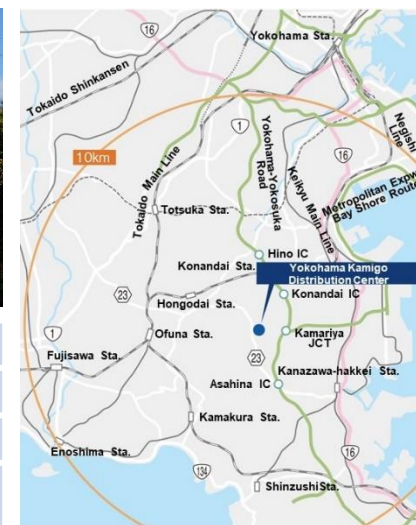 16
Yokohama Sta.
Tokaido Shinkansen
1
Negishi
Line
10km
Tokaido Main Line
Yokohama-Yokosuka
Road
Keikyu Main Line
16
Metropolitan Expw
Bay Shore Route
Totsuka Sta.
Hino IC
Konandai Sta.
Yokohama Kamigo
Distribution Center
23
Konandai IC
Hongodai Sta.
1
Ofuna Sta.
Kamariya
JCT
Fujisawa Sta.
23
Kanazawa-hakkei Sta.
Asahina IC
Kamakura Sta.
Enoshima Sta.
16
134
ShinzushiSta.